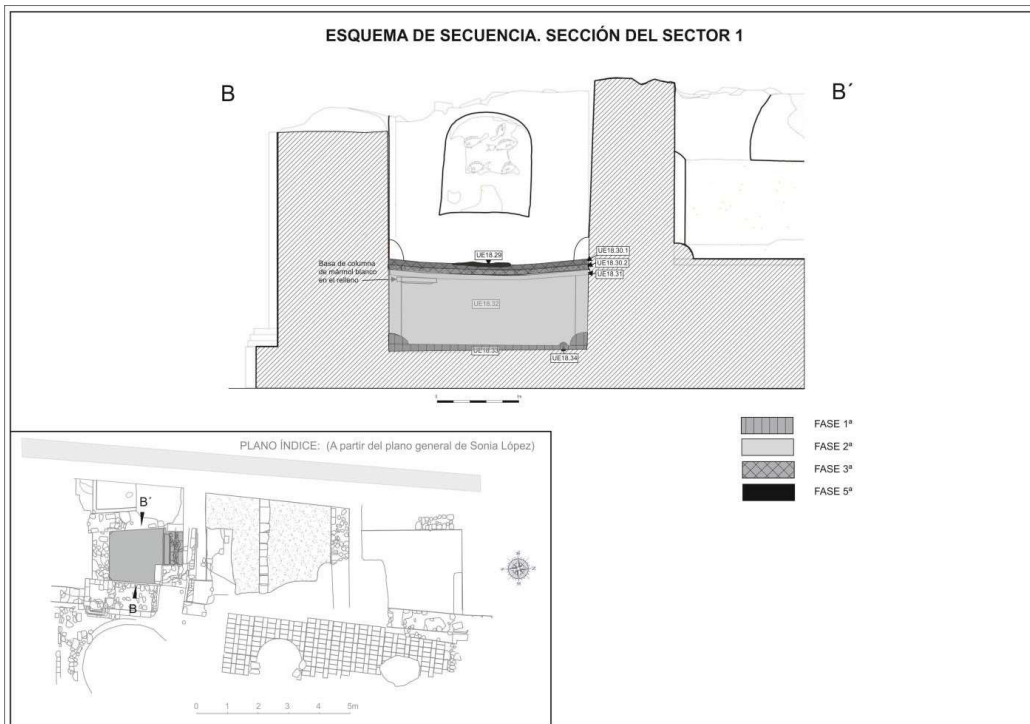 ESQUEMA DE SECUENCIA. SECCIÓN DEL SECTOR 1
B
B´
UE18.29
UE18.30.1
UE18.30.2
UE18.31
Basa de columna
de mármol blanco
en el relleno
UE18.32
UE18.33
UE18.34
FASE 1ª
FASE 2ª
FASE 3ª
FASE 5ª
PLANO ÍNDICE: (A partir del plano general de Sonia López)
B´
B
0 1 2 3 4 5m